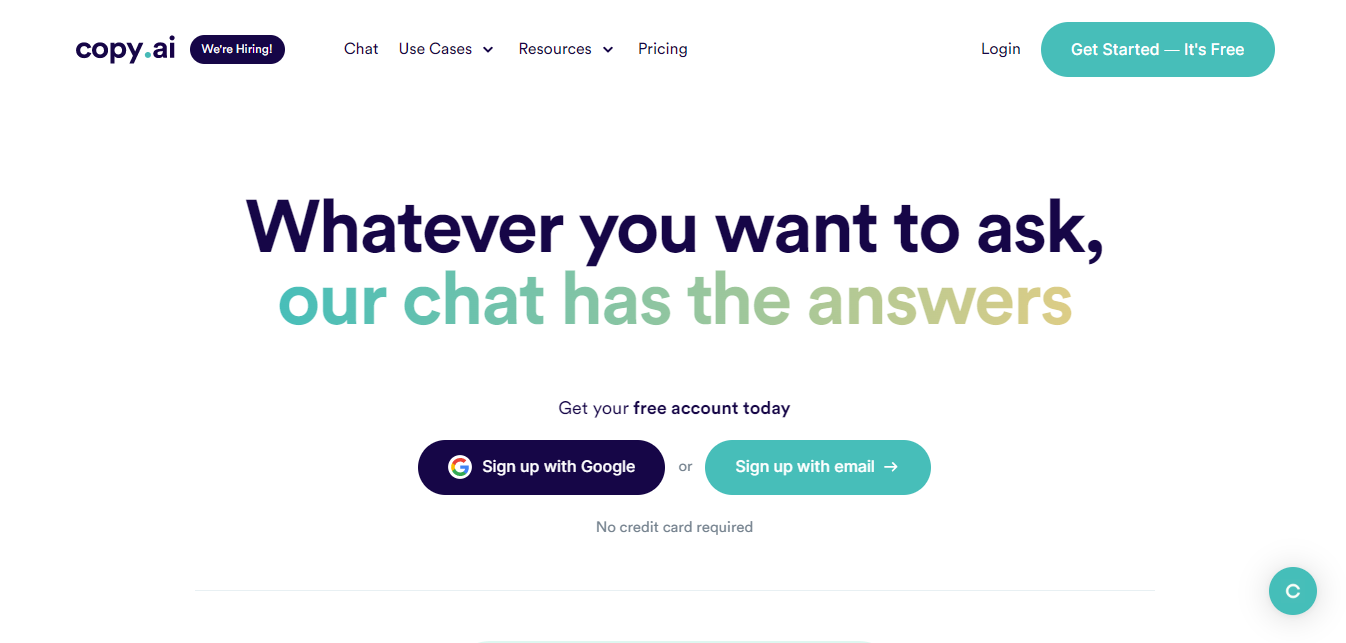 copy.ai We're Hiring! Chat Use Cases Resources Pricing Login Get Started — It's Free
Whatever you want to ask,
our chat has the answers
Get your free account today
Sign up with Google or Sign up with email →
No credit card required
C